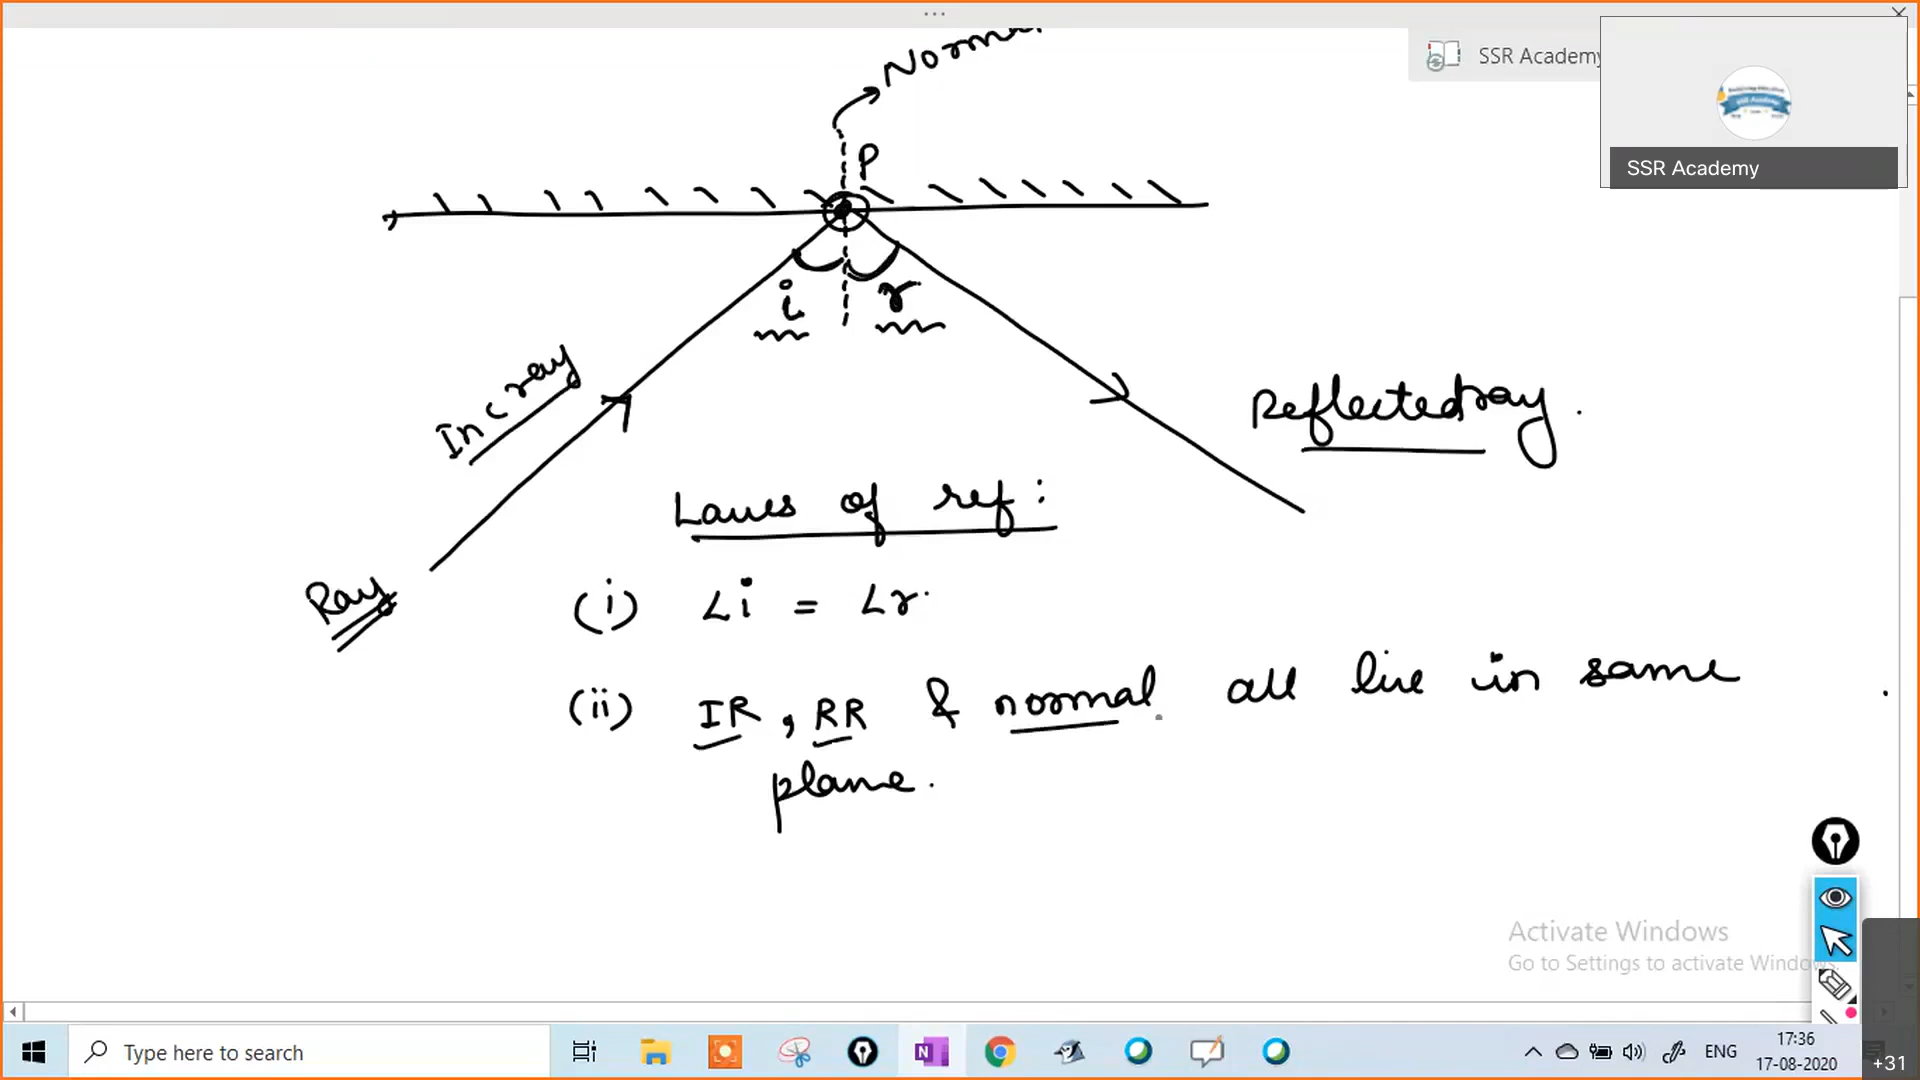 Normal
SSR Academy
SSR Academy
P
i r
Inc ray
Reflected ray.
Laws of ref:
Ray
(i) ∠i = ∠r.
(ii) IR, RR & normal all lie in same
plane.
Activate Windows
Go to Settings to activate Windows.
Type here to search
ENG
17:36
17-08-2020
+31